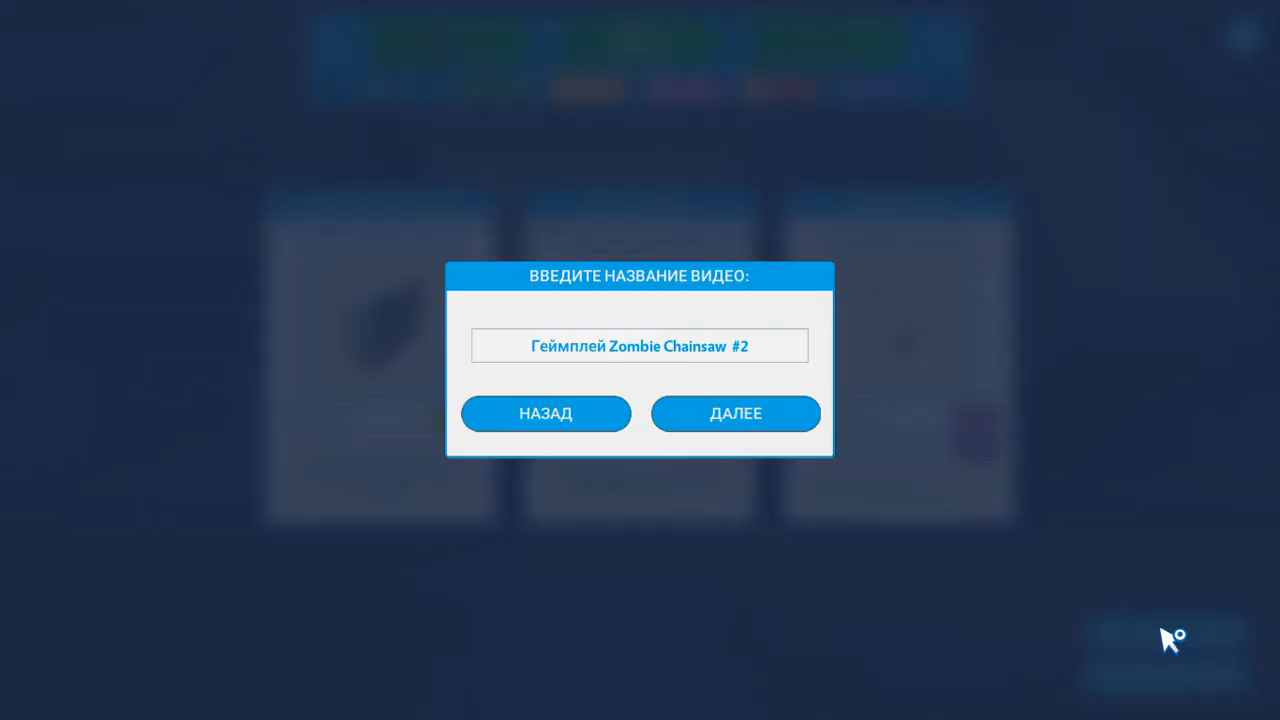 ВВЕДИТЕ НАЗВАНИЕ ВИДЕО:
Геймплей Zombie Chainsaw #2
НАЗАД
ДАЛЕЕ